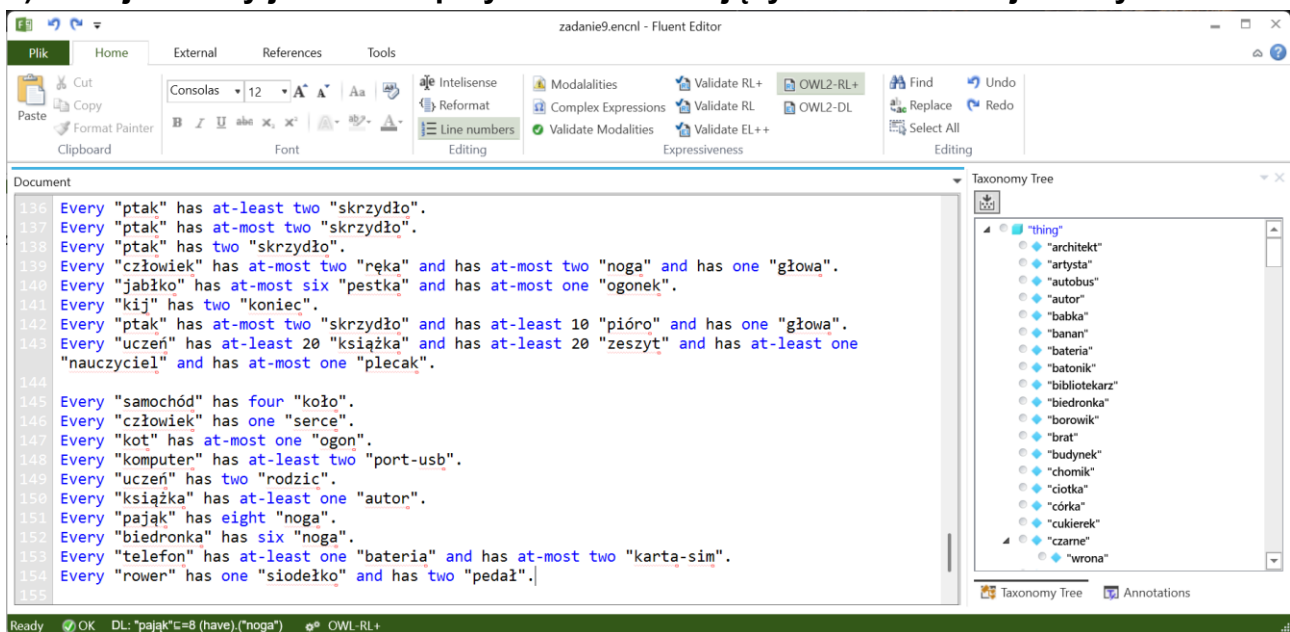 zadanie9.encnl - Fluent Editor
Plik Home External References Tools
Paste Cut Copy Format Painter
Clipboard
Consolas 12 Aa
B I U abc x, x²
Font
Intelisense
Reformat
Line numbers
Editing
Modalalities
Complex Expressions
Validate Modalities
Validate RL+
Validate RL
Validate EL++
OWL2-RL+
OWL2-DL
Expressiveness
Find
Replace
Select All
Undo
Redo
Editing
Document
136 Every "ptak" has at-least two "skrzydło".
137 Every "ptak" has at-most two "skrzydło".
138 Every "ptak" has two "skrzydło".
139 Every "człowiek" has at-most two "ręka" and has at-most two "noga" and has one "głowa".
140 Every "jabłko" has at-most six "pestka" and has at-most one "ogonek".
141 Every "kij" has two "koniec".
142 Every "ptak" has at-most two "skrzydło" and has at-least 10 "pióro" and has one "głowa".
143 Every "uczeń" has at-least 20 "książka" and has at-least 20 "zeszyt" and has at-least one
"nauczyciel" and has at-most one "plecak".
144
145 Every "samochód" has four "koło".
146 Every "człowiek" has one "serce".
147 Every "kot" has at-most one "ogon".
148 Every "komputer" has at-least two "port-usb".
149 Every "uczeń" has two "rodzic".
150 Every "książka" has at-least one "autor".
151 Every "pająk" has eight "noga".
152 Every "biedronka" has six "noga".
153 Every "telefon" has at-least one "bateria" and has at-most two "karta-sim".
154 Every "rower" has one "siodełko" and has two "pedał".
155
Taxonomy Tree
"thing"
"architekt"
"artysta"
"autobus"
"autor"
"babka"
"banan"
"bateria"
"batonik"
"bibliotekarz"
"biedronka"
"borowik"
"brat"
"budynek"
"chomik"
"ciotka"
"córka"
"cukierek"
"czarne"
"wrona"
Taxonomy Tree Annotations
Ready OK DL: "pająk"⊑=8 (have).("noga") OWL-RL+